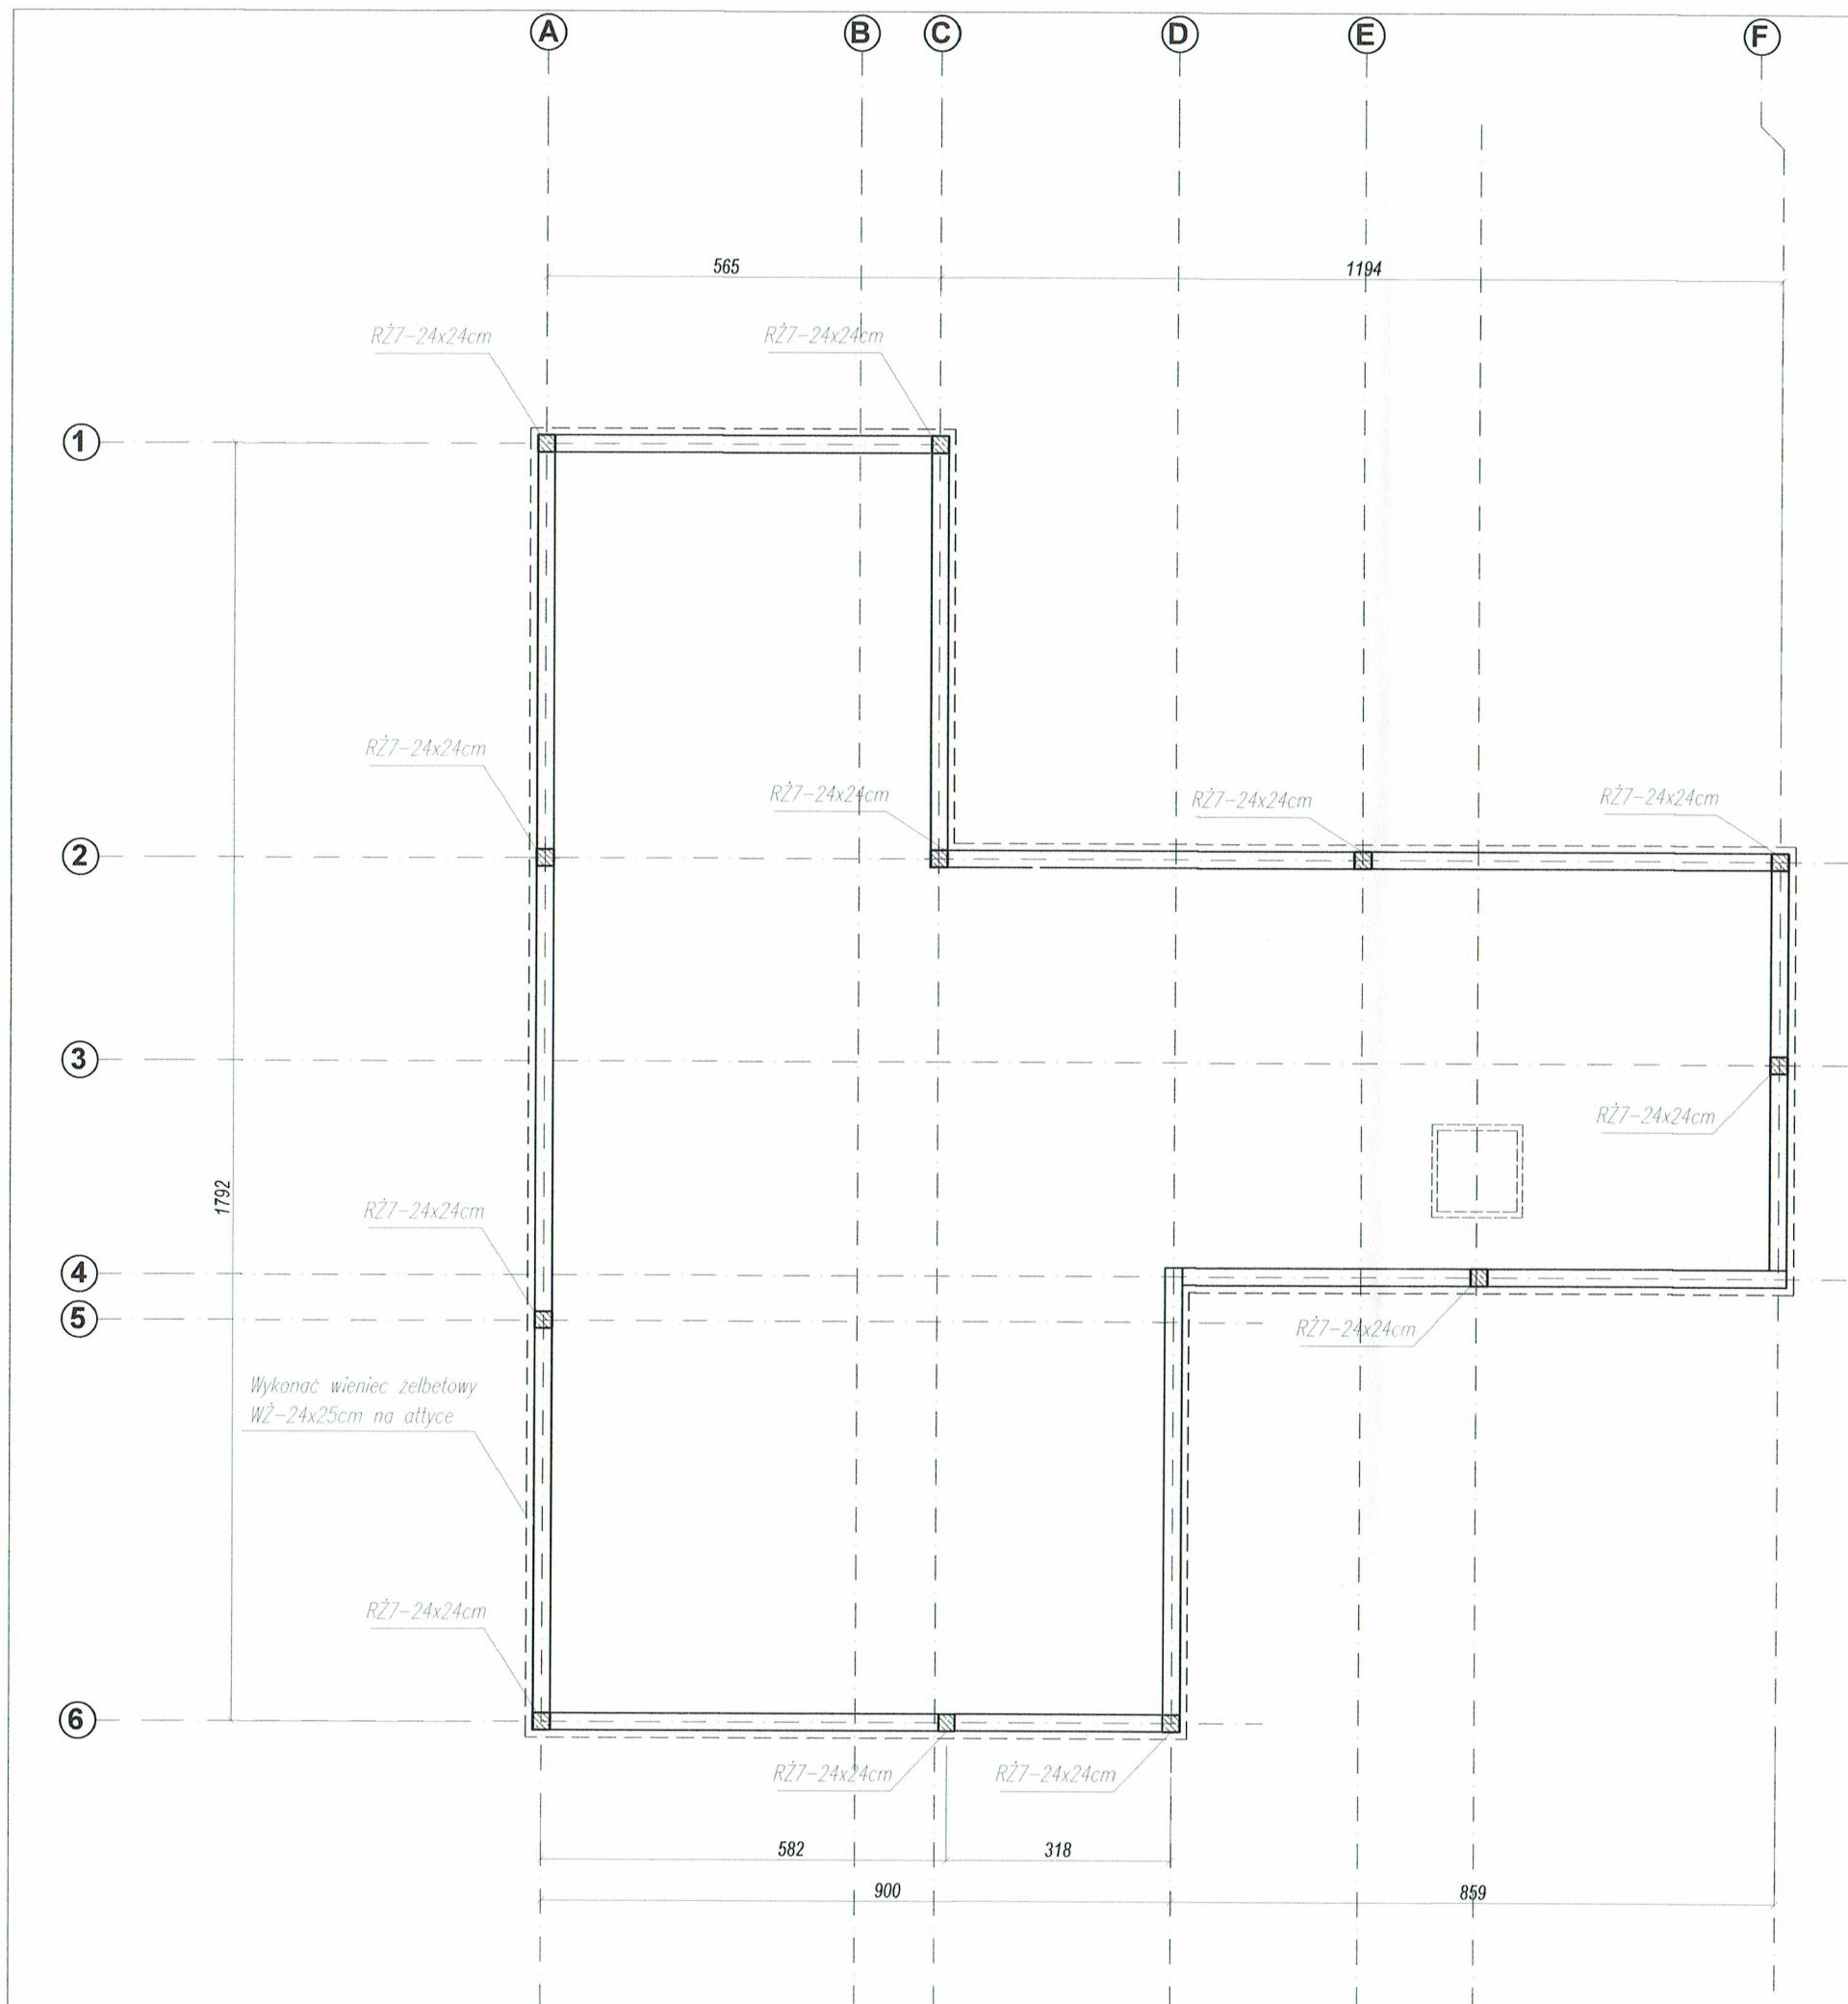 A B C D E F
565 1194
RŻ7-24x24cm RŻ7-24x24cm
1
RŻ7-24x24cm
RŻ7-24x24cm RŻ7-24x24cm RŻ7-24x24cm
2
3
RŻ7-24x24cm
1792
RŻ7-24x24cm
4
5
RŻ7-24x24cm
Wykonać wieniec żelbetowy
WŻ-24x25cm na attyce
RŻ7-24x24cm
6
RŻ7-24x24cm RŻ7-24x24cm
582 318
900 859